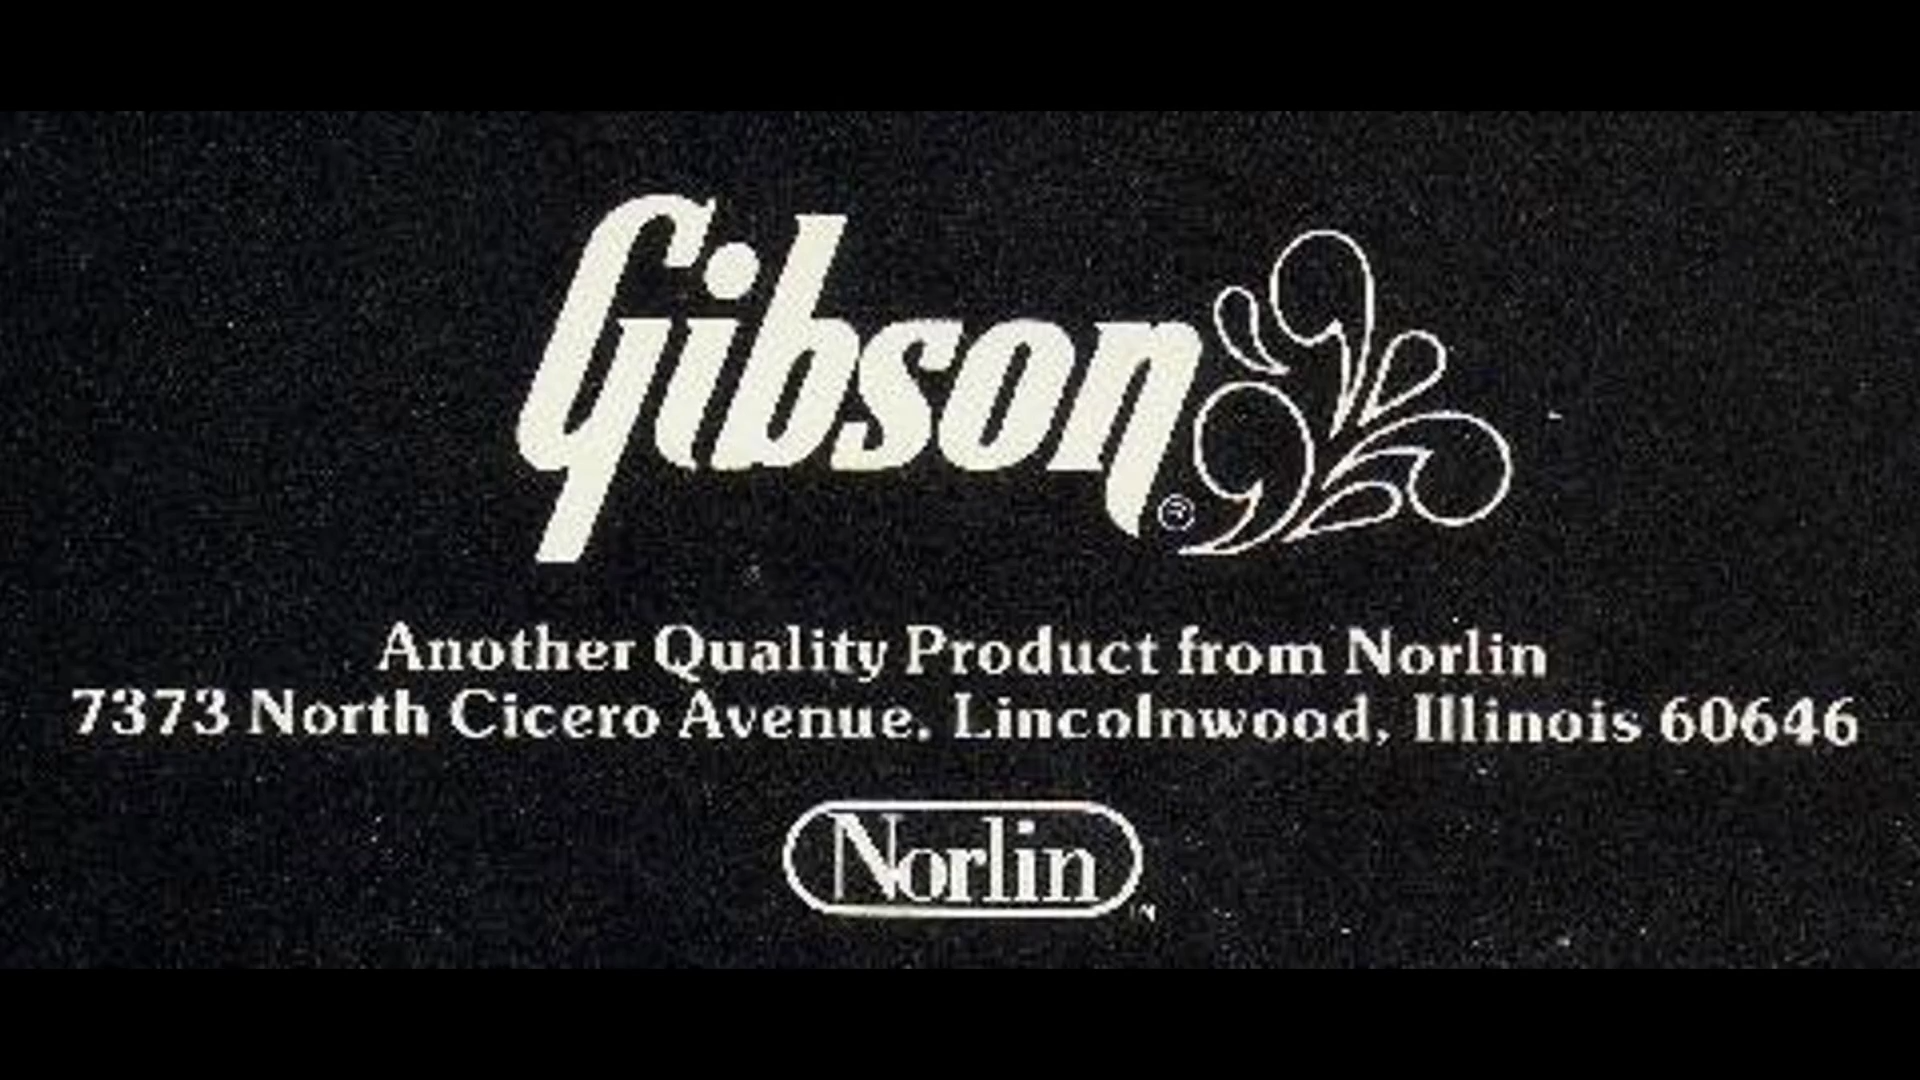 Gibson ®
Another Quality Product from Norlin
7373 North Cicero Avenue. Lincolnwood, Illinois 60646
Norlin